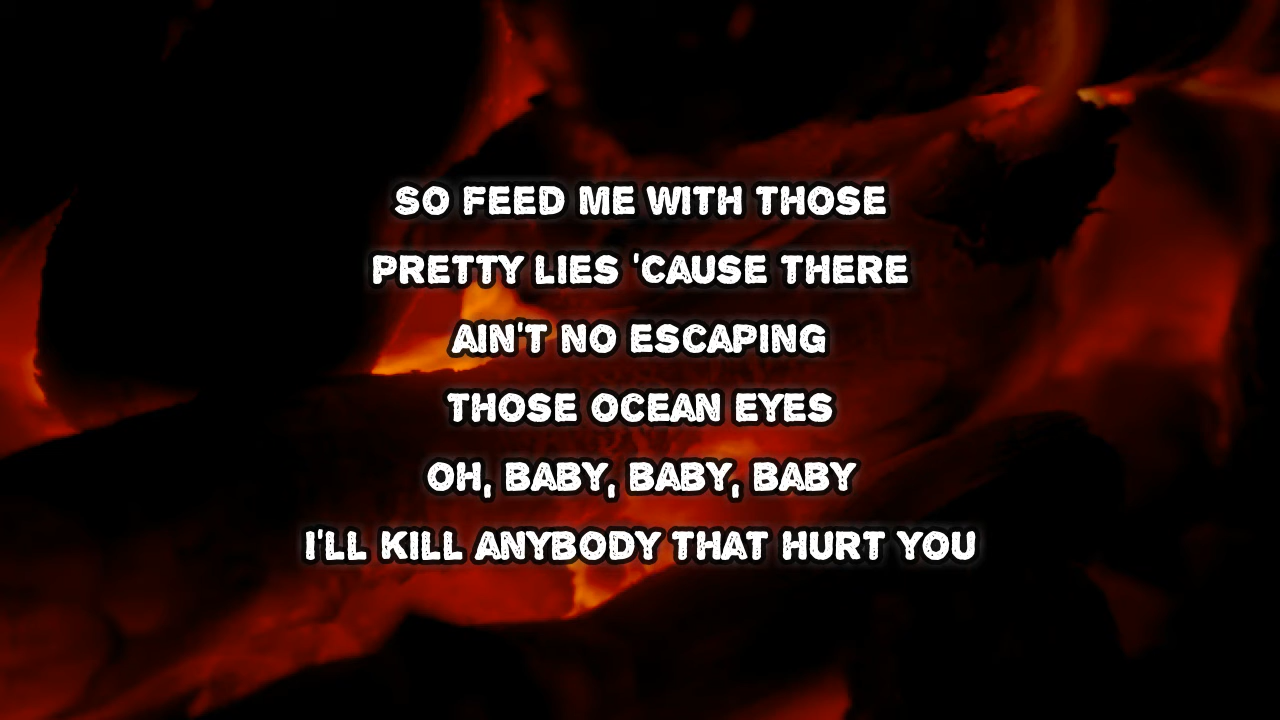 SO FEED ME WITH THOSE
PRETTY LIES 'CAUSE THERE
AIN'T NO ESCAPING
THOSE OCEAN EYES
OH, BABY, BABY, BABY
I'LL KILL ANYBODY THAT HURT YOU